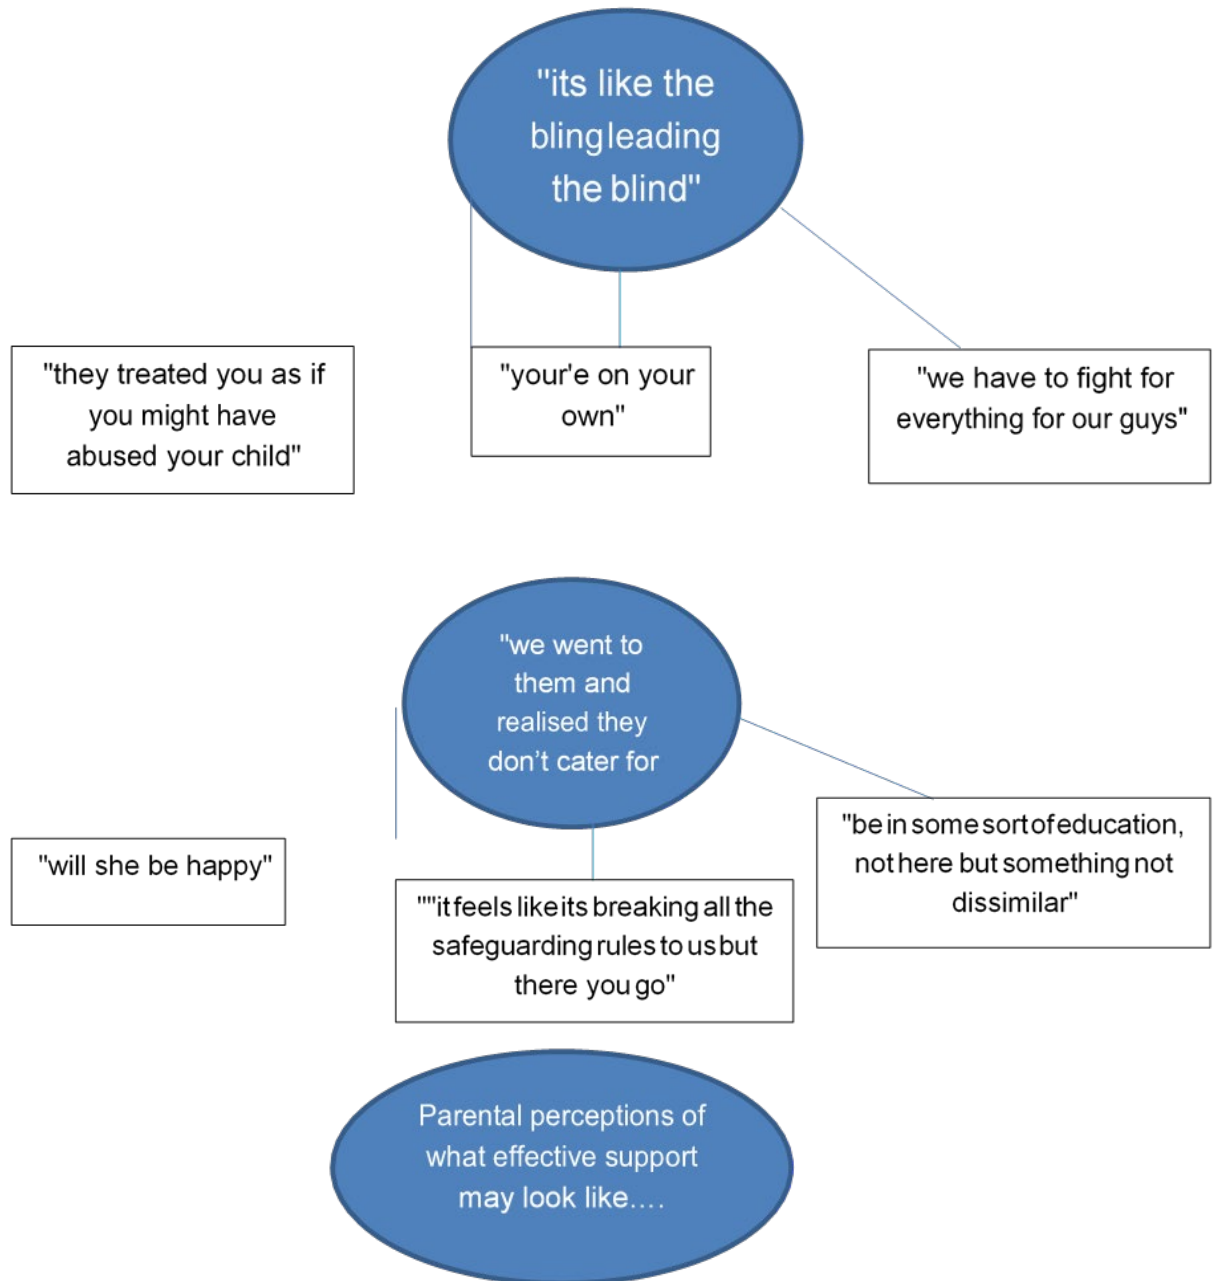 "its like the
blingleading
the blind"
"they treated you as if
you might have
abused your child"
"your'e on your
own"
"we have to fight for
everything for our guys"
"we went to
them and
realised they
don’t cater for
"will she be happy"
""it feels like its breaking all the
safeguarding rules to us but
there you go"
"be in some sort of education,
not here but something not
dissimilar"
Parental perceptions of
what effective support
may look like….